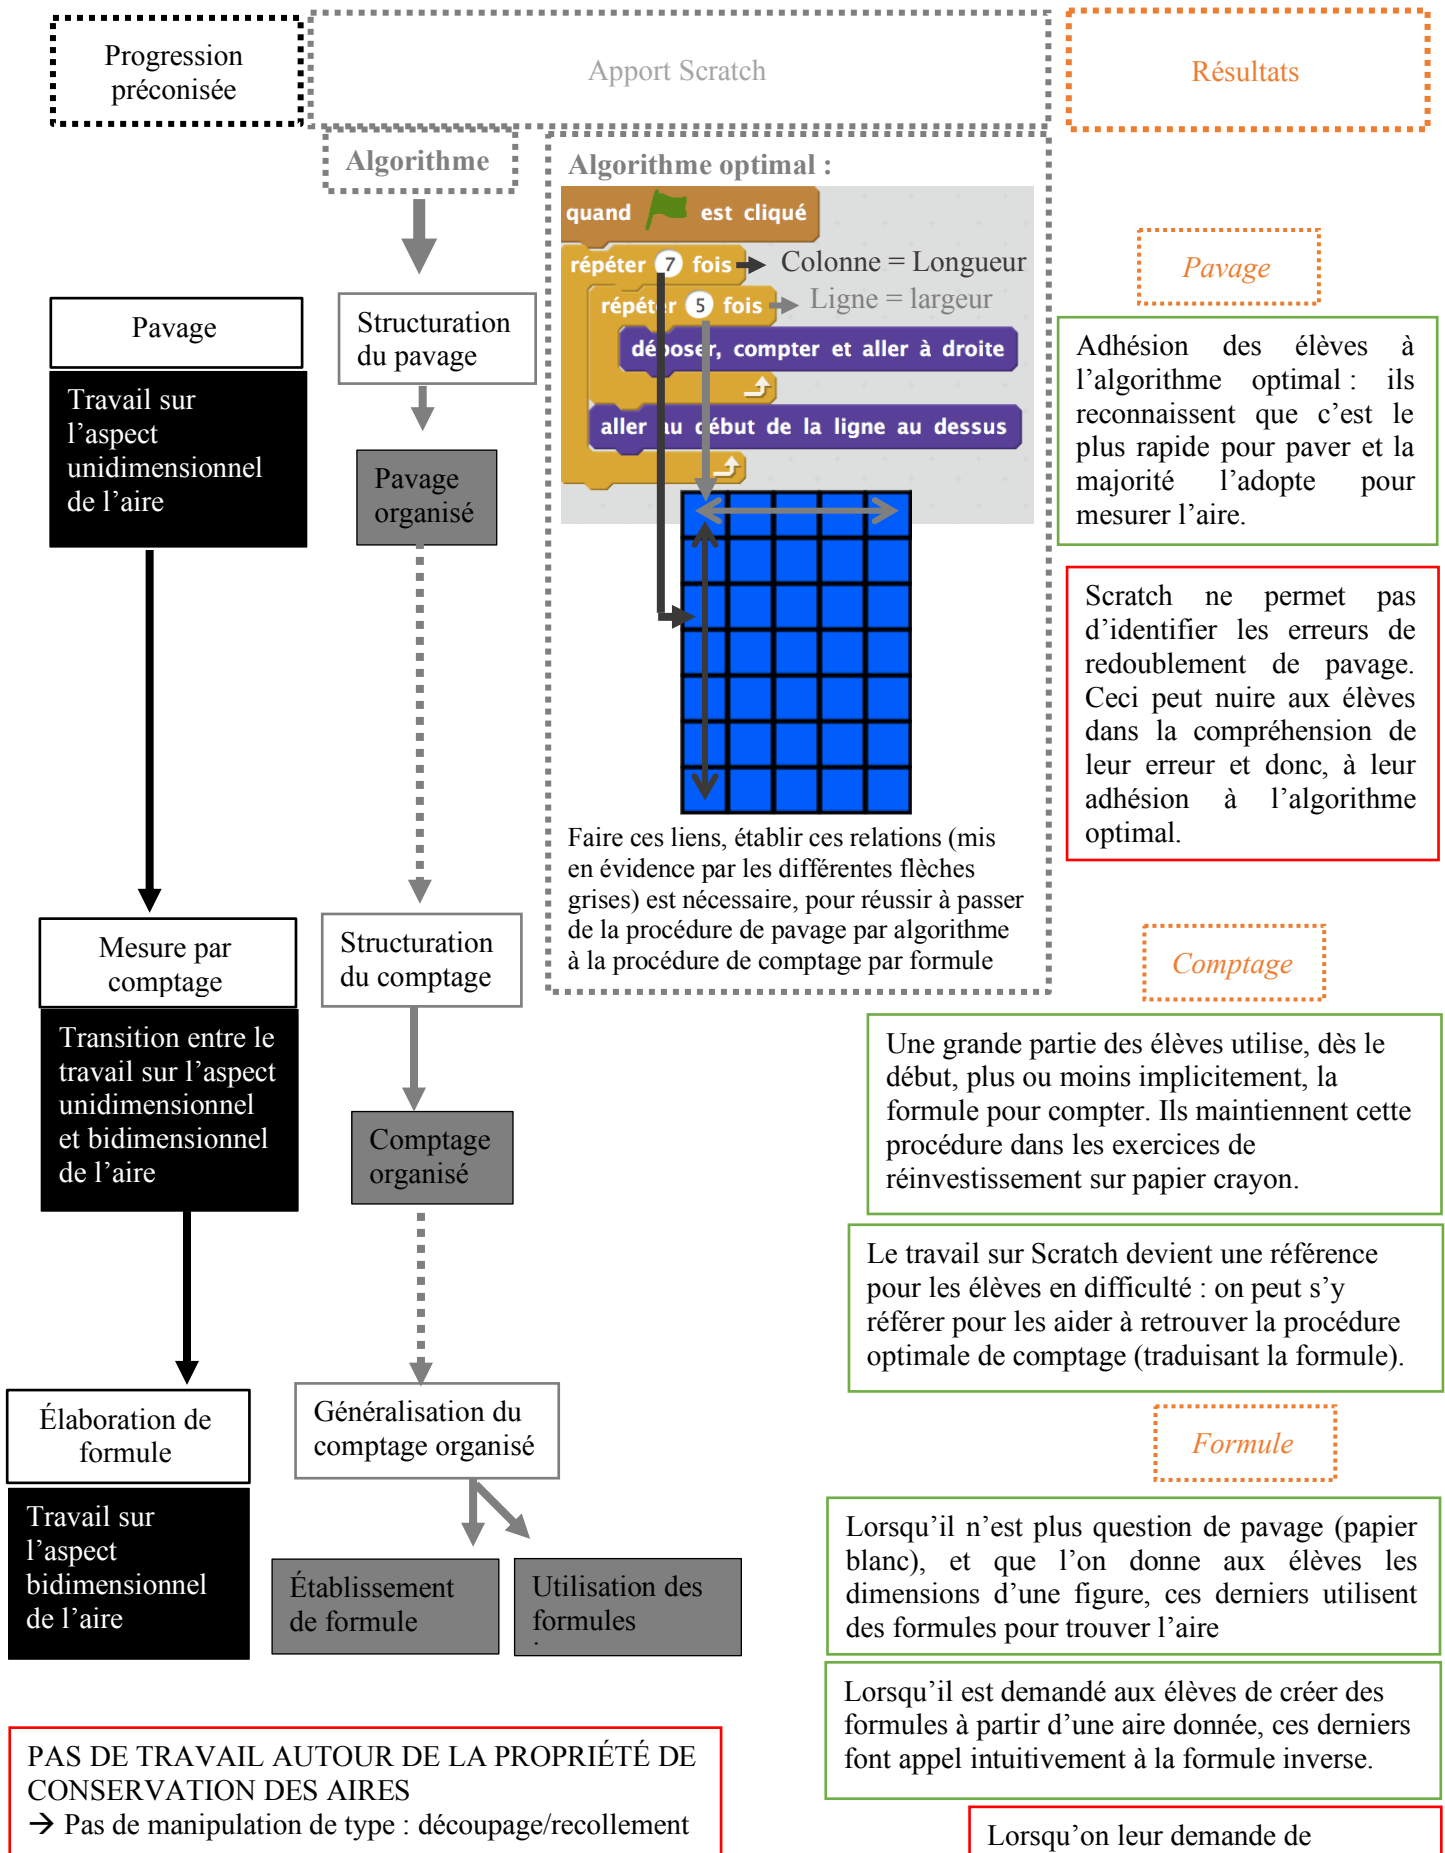 Progression
préconisée
Apport Scratch
Résultats
Algorithme
Algorithme optimal :
quand est cliqué
répéter 7 fois
Colonne = Longueur
répéter 5 fois
Ligne = largeur
déposer, compter et aller à droite
aller au début de la ligne au dessus
Faire ces liens, établir ces relations (mis
en évidence par les différentes flèches
grises) est nécessaire, pour réussir à passer
de la procédure de pavage par algorithme
à la procédure de comptage par formule
Pavage
Travail sur
l’aspect
unidimensionnel
de l’aire
Structuration
du pavage
Pavage
organisé
Pavage
Adhésion des élèves à
l’algorithme optimal : ils
reconnaissent que c’est le
plus rapide pour paver et la
majorité l’adopte pour
mesurer l’aire.
Scratch ne permet pas
d’identifier les erreurs de
redoublement de pavage.
Ceci peut nuire aux élèves
dans la compréhension de
leur erreur et donc, à leur
adhésion à l’algorithme
optimal.
Mesure par
comptage
Transition entre le
travail sur l’aspect
unidimensionnel
et bidimensionnel
de l’aire
Structuration
du comptage
Comptage
organisé
Comptage
Une grande partie des élèves utilise, dès le
début, plus ou moins implicitement, la
formule pour compter. Ils maintiennent cette
procédure dans les exercices de
réinvestissement sur papier crayon.
Le travail sur Scratch devient une référence
pour les élèves en difficulté : on peut s’y
référer pour les aider à retrouver la procédure
optimale de comptage (traduisant la formule).
Élaboration de
formule
Travail sur
l’aspect
bidimensionnel
de l’aire
Généralisation du
comptage organisé
Établissement
de formule
Utilisation des
formules
Formule
Lorsqu’il n’est plus question de pavage (papier
blanc), et que l’on donne aux élèves les
dimensions d’une figure, ces derniers utilisent
des formules pour trouver l’aire
Lorsqu’il est demandé aux élèves de créer des
formules à partir d’une aire donnée, ces derniers
font appel intuitivement à la formule inverse.
PAS DE TRAVAIL AUTOUR DE LA PROPRIÉTÉ DE
CONSERVATION DES AIRES
→ Pas de manipulation de type : découpage/recollement
Lorsqu’on leur demande de